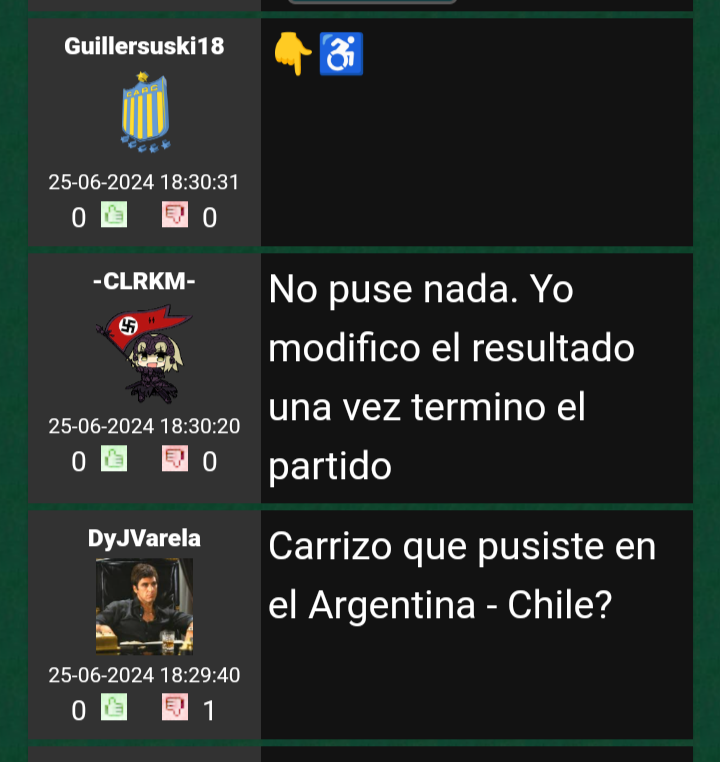 Guillersuski18
👇♿
CARC
25-06-2024 18:30:31
0 0
-CLRKM-
No puse nada. Yo
modifico el resultado
una vez termino el
partido
25-06-2024 18:30:20
0 0
DyJVarela
Carrizo que pusiste en
el Argentina - Chile?
25-06-2024 18:29:40
0 1